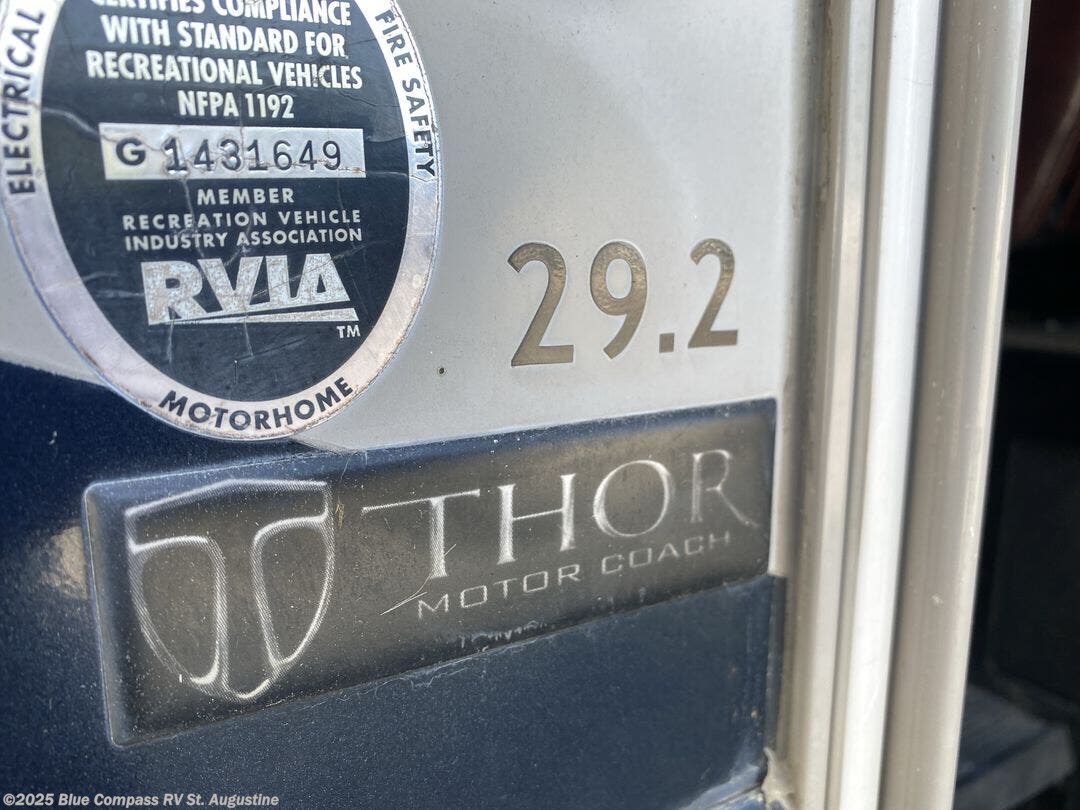 CERTIFIES COMPLIANCE
WITH STANDARD FOR
RECREATIONAL VEHICLES
NFPA 1192
G 1431649
MEMBER
RECREATION VEHICLE
INDUSTRY ASSOCIATION
RVIA
TM
ELECTRICAL
FIRE SAFETY
MOTORHOME
29.2
THOR
MOTOR COACH
©2025 Blue Compass RV St. Augustine